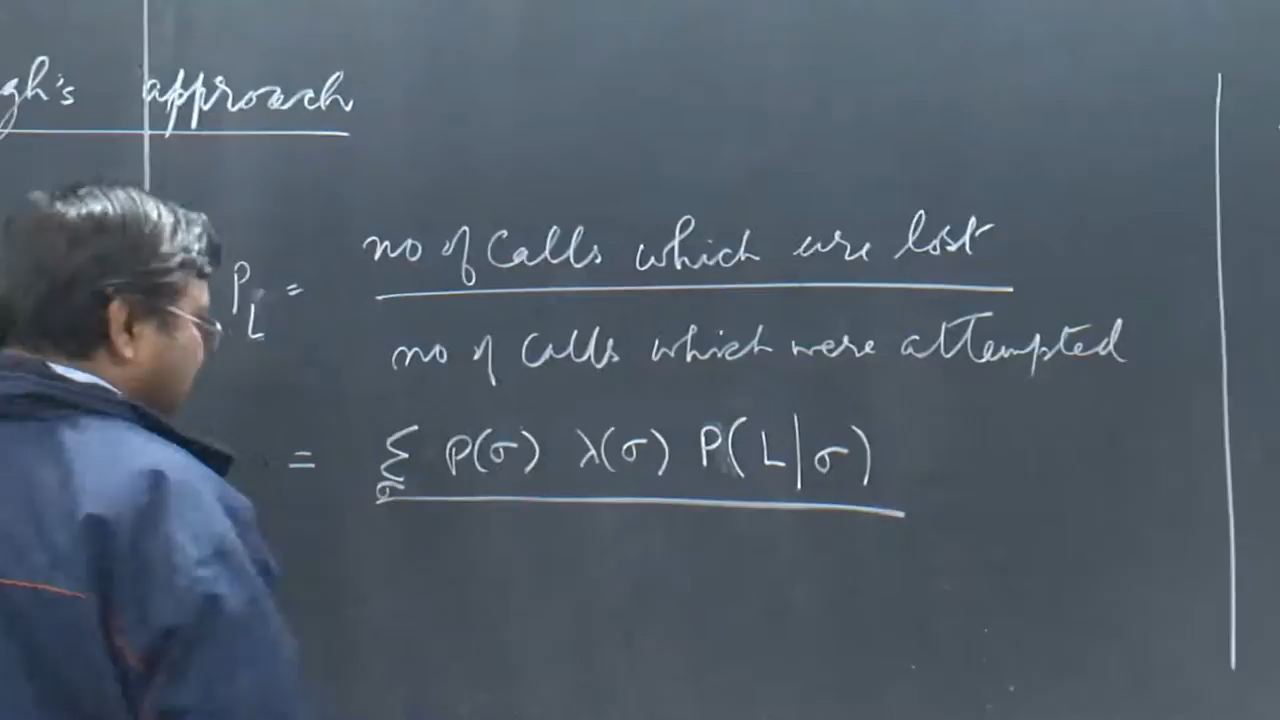 gh's approach
P_L = no of calls which are lost
no of calls which were attempted
= Σ_σ P(σ) λ(σ) P(L|σ)